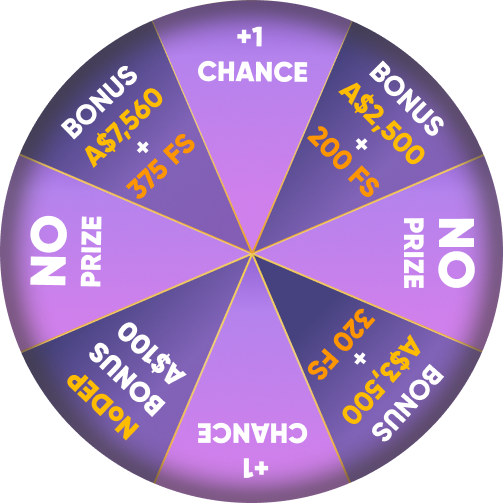 +1
CHANCE
BONUS
A$2,500
+
200 FS
NO
PRIZE
BONUS
A$3,500
+
320 FS
+1
CHANCE
NoDEP
BONUS
A$100
NO
PRIZE
BONUS
A$7,560
+
375 FS